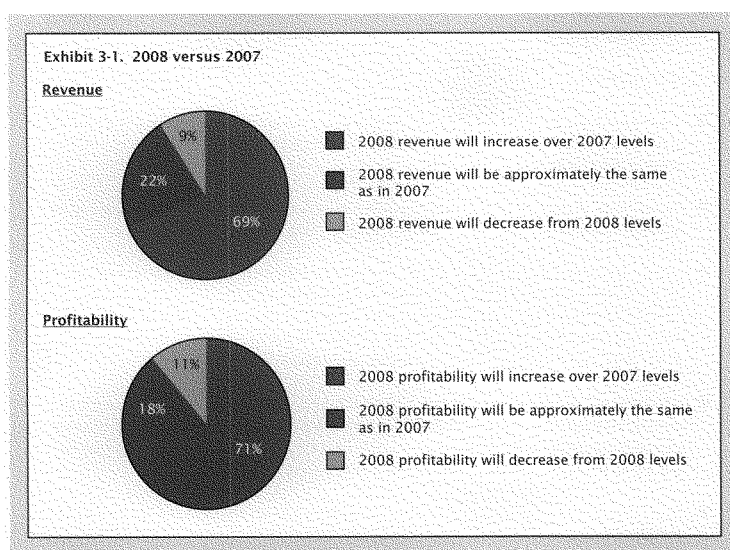 Exhibit 3-1. 2008 versus 2007
Revenue
9%
22%
69%
2008 revenue will increase over 2007 levels
2008 revenue will be approximately the same
as in 2007
2008 revenue will decrease from 2008 levels
Profitability
11%
18%
71%
2008 profitability will increase over 2007 levels
2008 profitability will be approximately the same
as in 2007
2008 profitability will decrease from 2008 levels